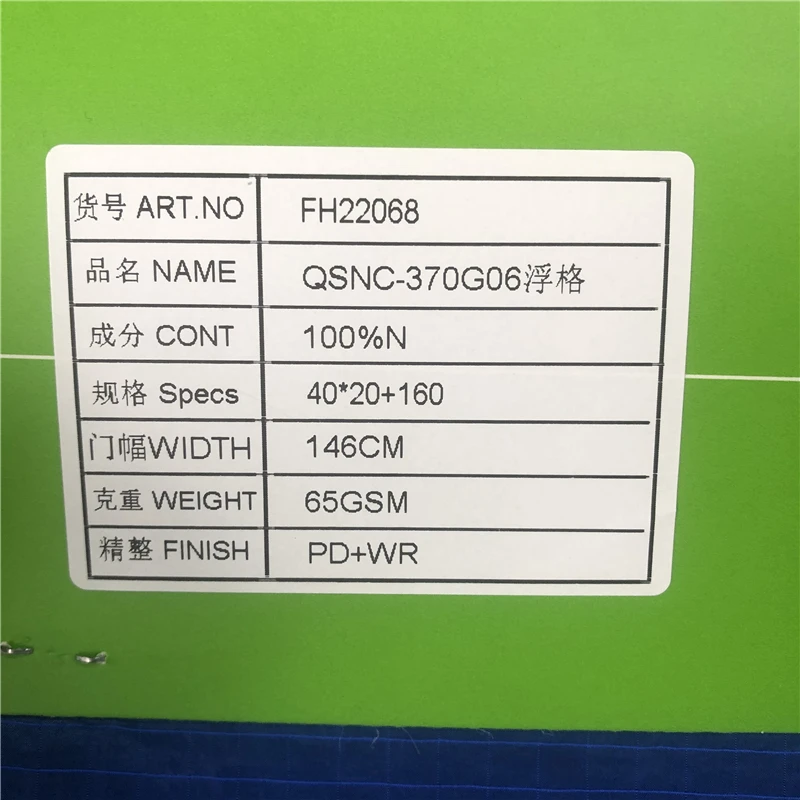 货号 ART.NO FH22068
品名 NAME QSNC-370G06浮格
成分 CONT 100%N
规格 Specs 40*20+160
门幅WIDTH 146CM
克重 WEIGHT 65GSM
精整 FINISH PD+WR